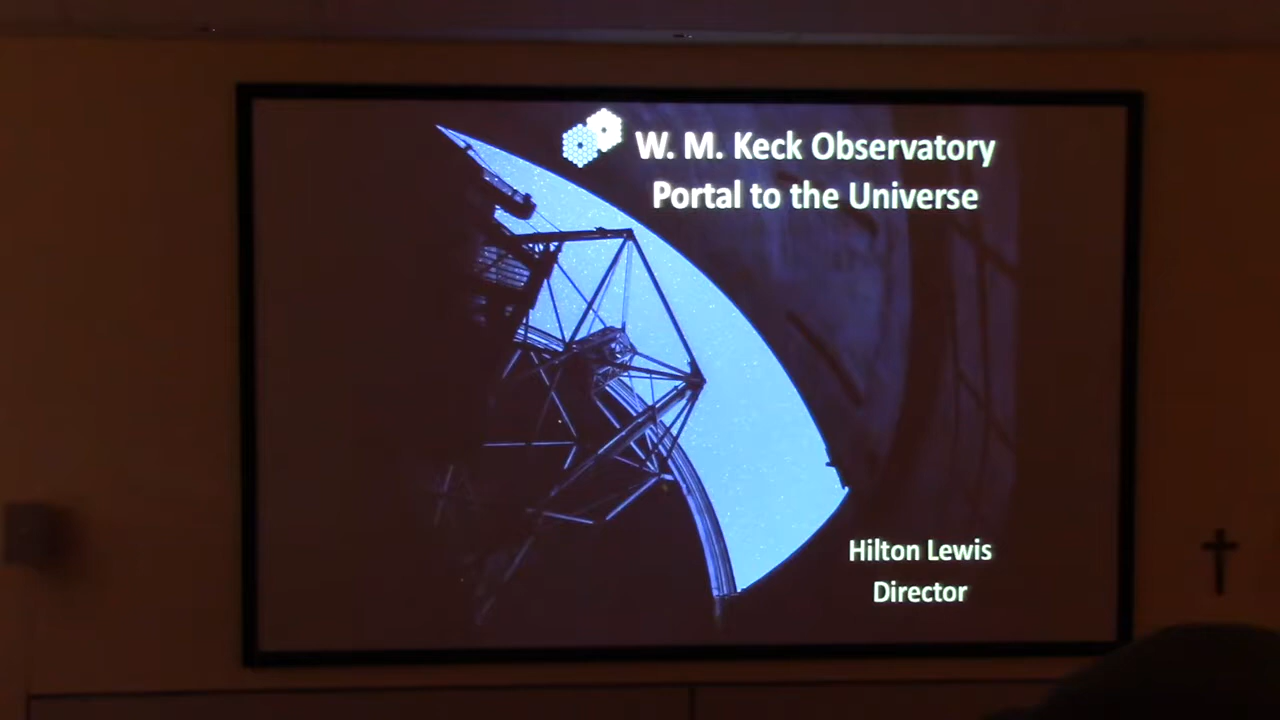 W. M. Keck Observatory
Portal to the Universe
Hilton Lewis
Director